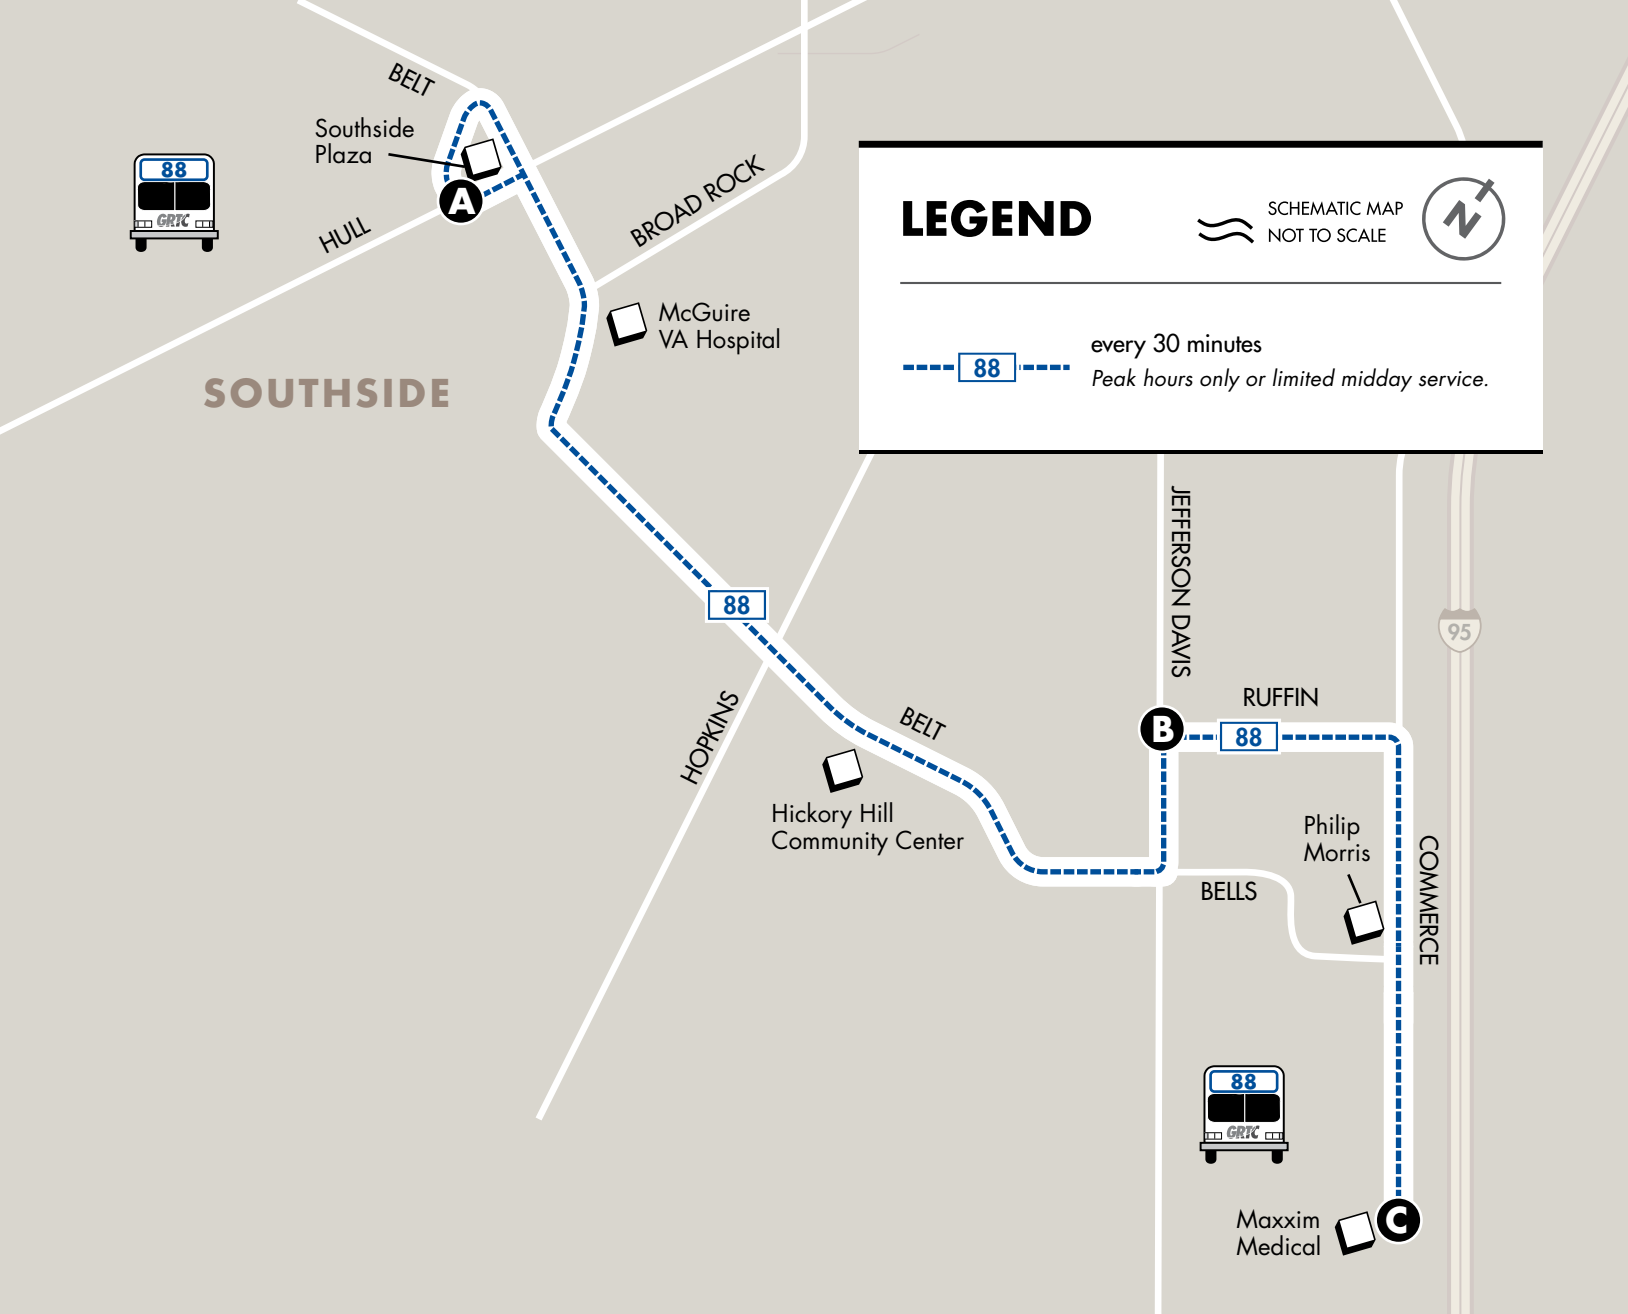 BELT
Southside
Plaza
88
GRTC
A
HULL
BROAD ROCK
McGuire
VA Hospital
SOUTHSIDE
LEGEND
SCHEMATIC MAP
NOT TO SCALE
N
88
every 30 minutes
Peak hours only or limited midday service.
JEFFERSON DAVIS
88
95
HOPKINS
BELT
B
RUFFIN
88
Hickory Hill
Community Center
Philip
Morris
COMMERCE
BELLS
88
GRTC
Maxxim
Medical
C